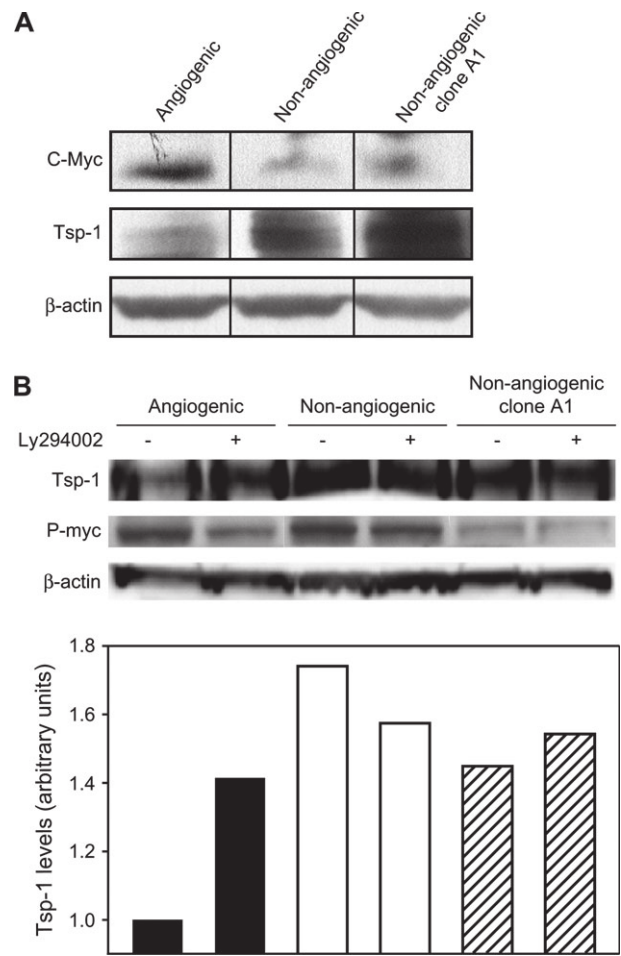 A
Angiogenic
Non-angiogenic
Non-angiogenic
clone A1
C-Myc
Tsp-1
β-actin
B
Angiogenic
Non-angiogenic
Non-angiogenic
clone A1
Ly294002 - + - + - +
Tsp-1
P-myc
β-actin
Tsp-1 levels (arbitrary units)
1.8
1.6
1.4
1.2
1.0